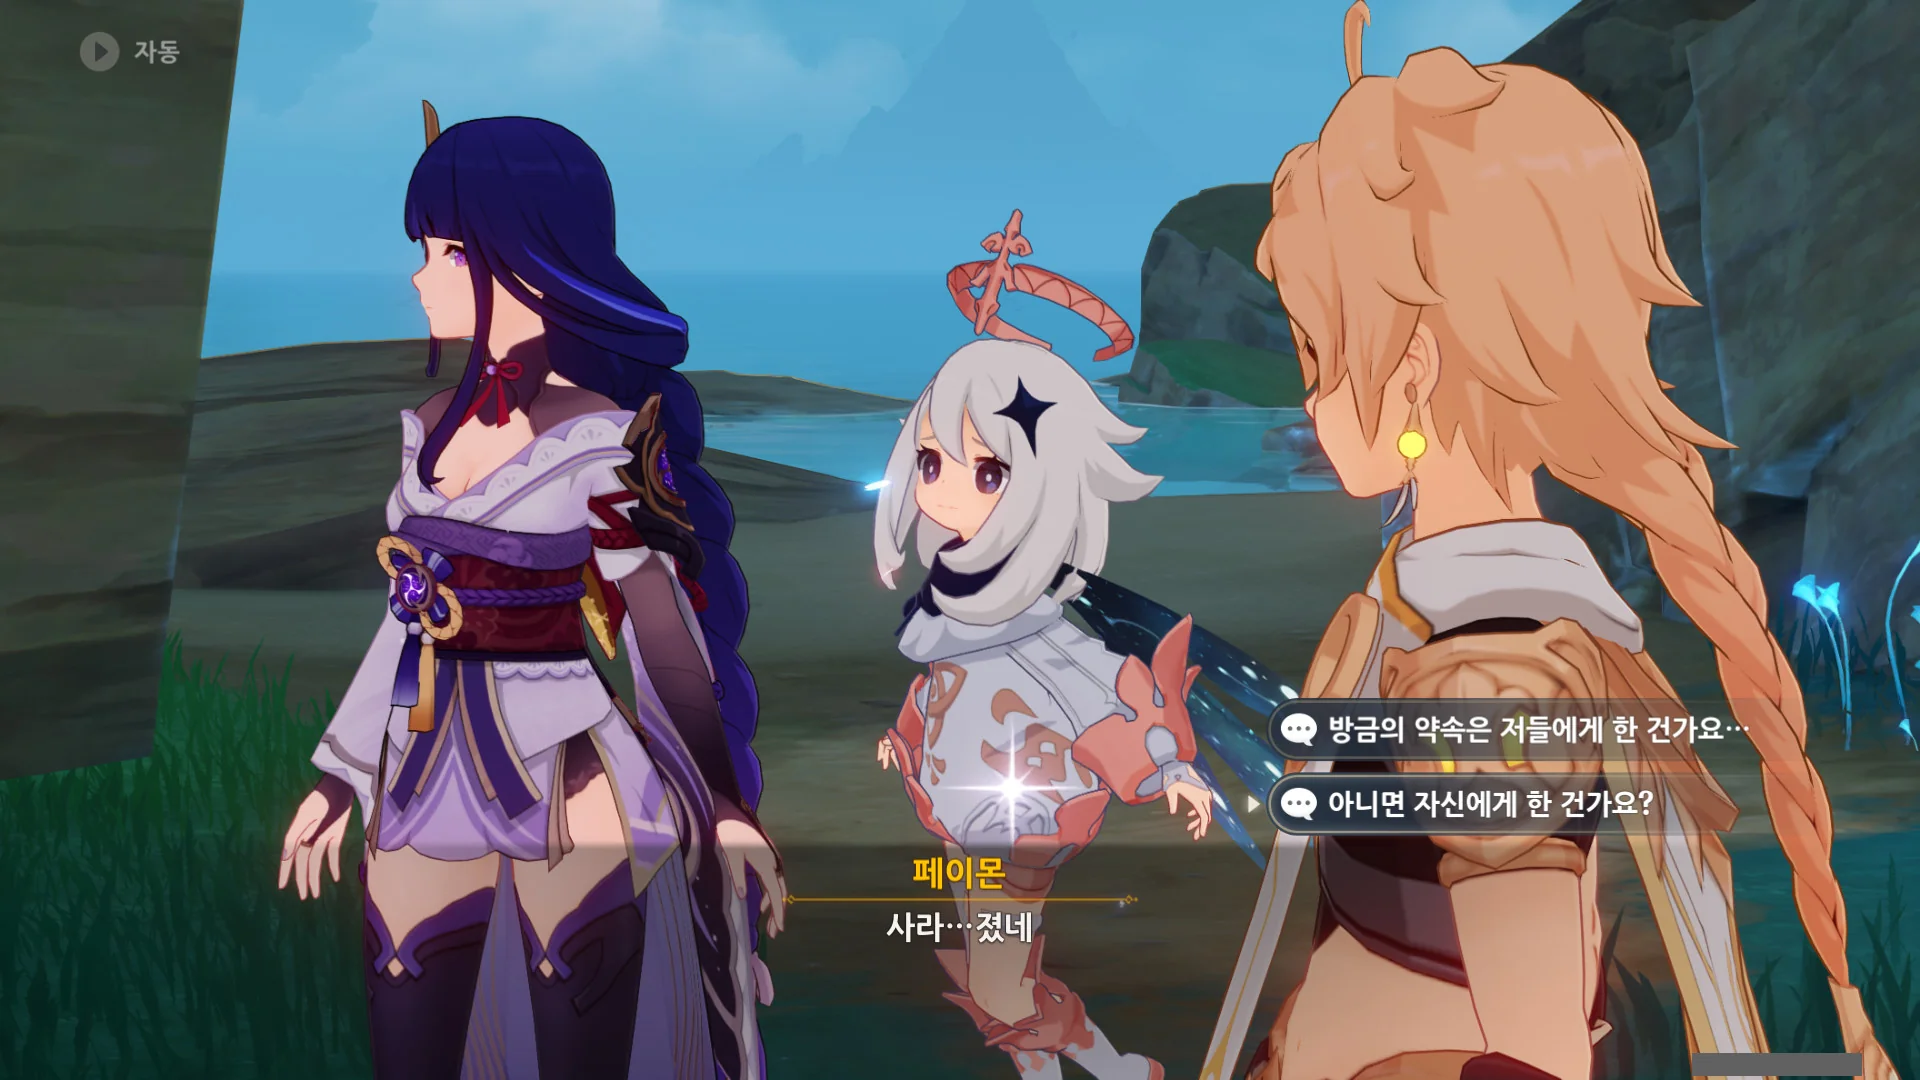 자동
방금의 약속은 저들에게 한 건가요…
아니면 자신에게 한 건가요?
페이몬
사라…졌네